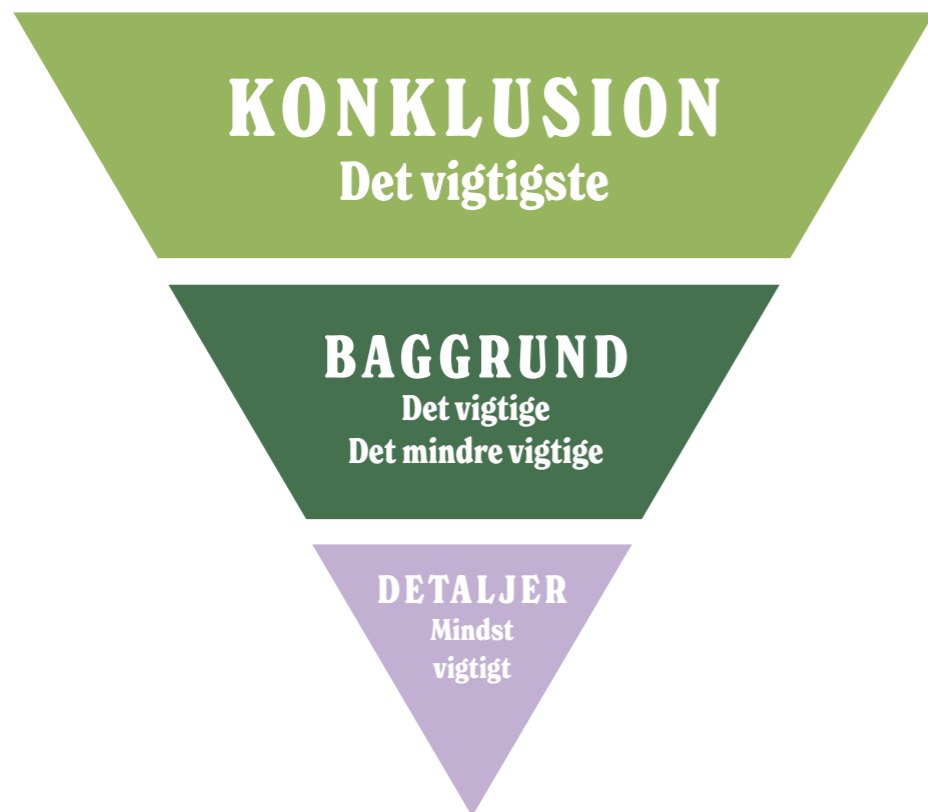 KONKLUSION
Det vigtigste
BAGGRUND
Det vigtige
Det mindre vigtige
DETALJER
Mindst
vigtigt